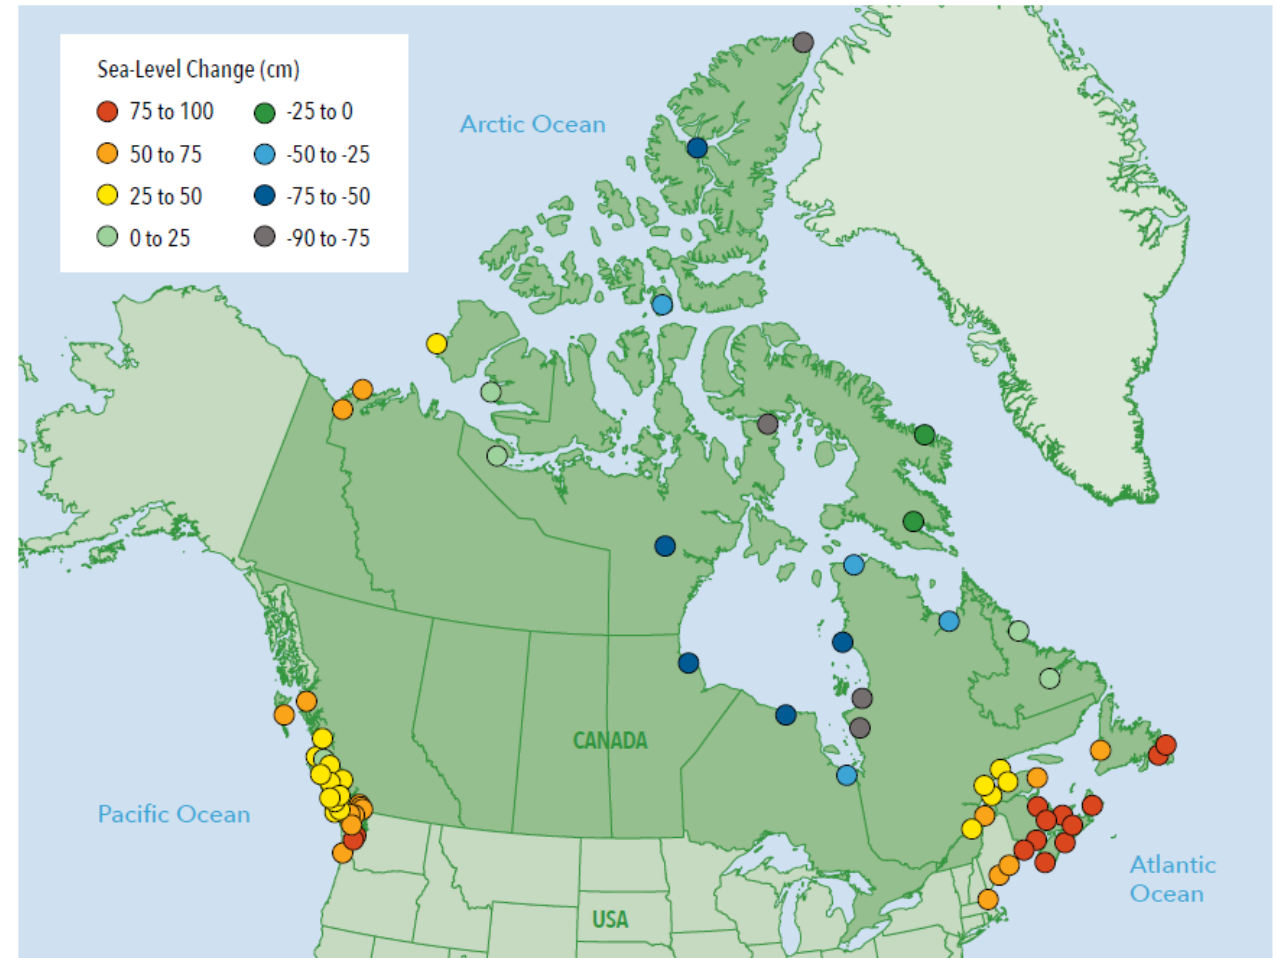 Sea-Level Change (cm)
75 to 100
-25 to 0
50 to 75
-50 to -25
25 to 50
-75 to -50
0 to 25
-90 to -75
Arctic Ocean
CANADA
Pacific Ocean
Atlantic
Ocean
USA